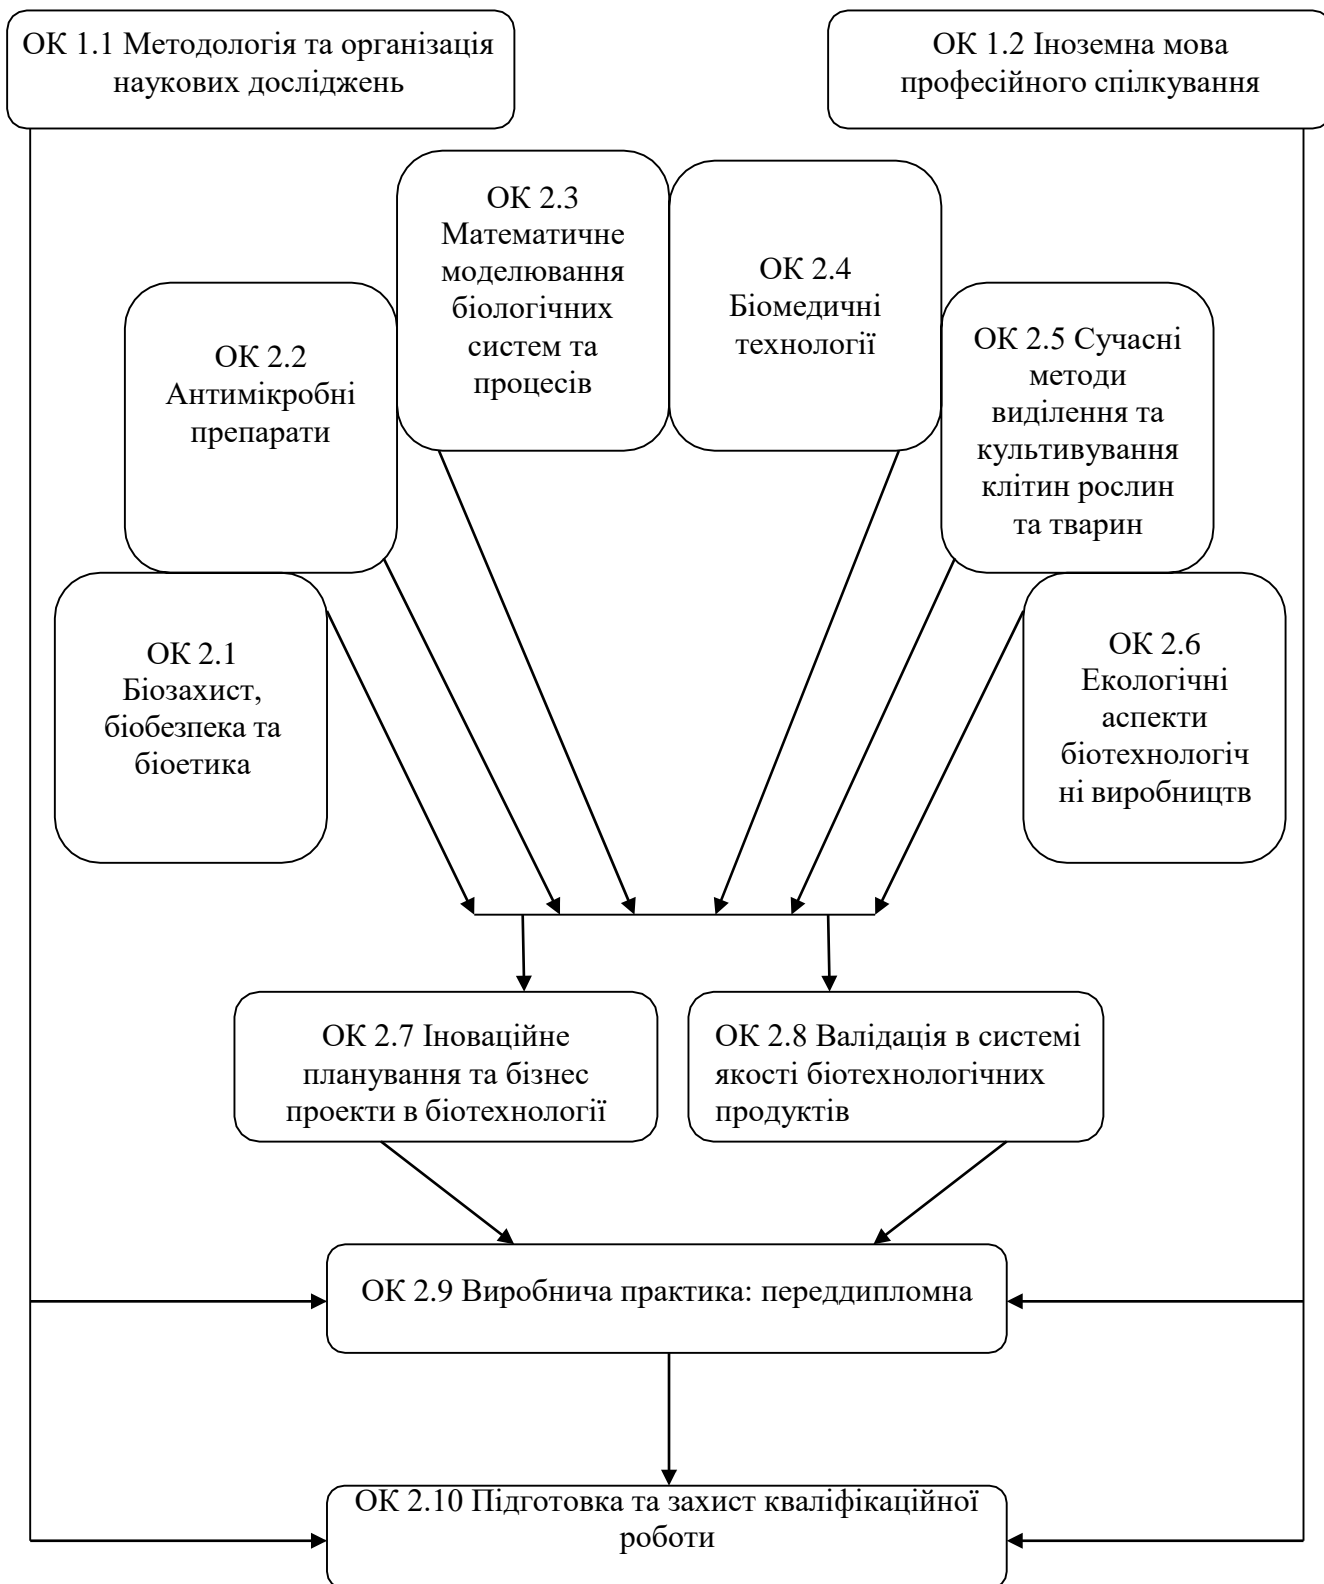 ОК 1.1 Методологія та організація
наукових досліджень
ОК 1.2 Іноземна мова
професійного спілкування
ОК 2.3
Математичне
моделювання
біологічних
систем та
процесів
ОК 2.4
Біомедичні
технології
ОК 2.2
Антимікробні
препарати
ОК 2.5 Сучасні
методи
виділення та
культивування
клітин рослин
та тварин
ОК 2.1
Біозахист,
біобезпека та
біоетика
ОК 2.6
Екологічні
аспекти
біотехнологіч
ні виробництв
ОК 2.7 Іноваційне
планування та бізнес
проекти в біотехнології
ОК 2.8 Валідація в системі
якості біотехнологічних
продуктів
ОК 2.9 Виробнича практика: переддипломна
ОК 2.10 Підготовка та захист кваліфікаційної
роботи